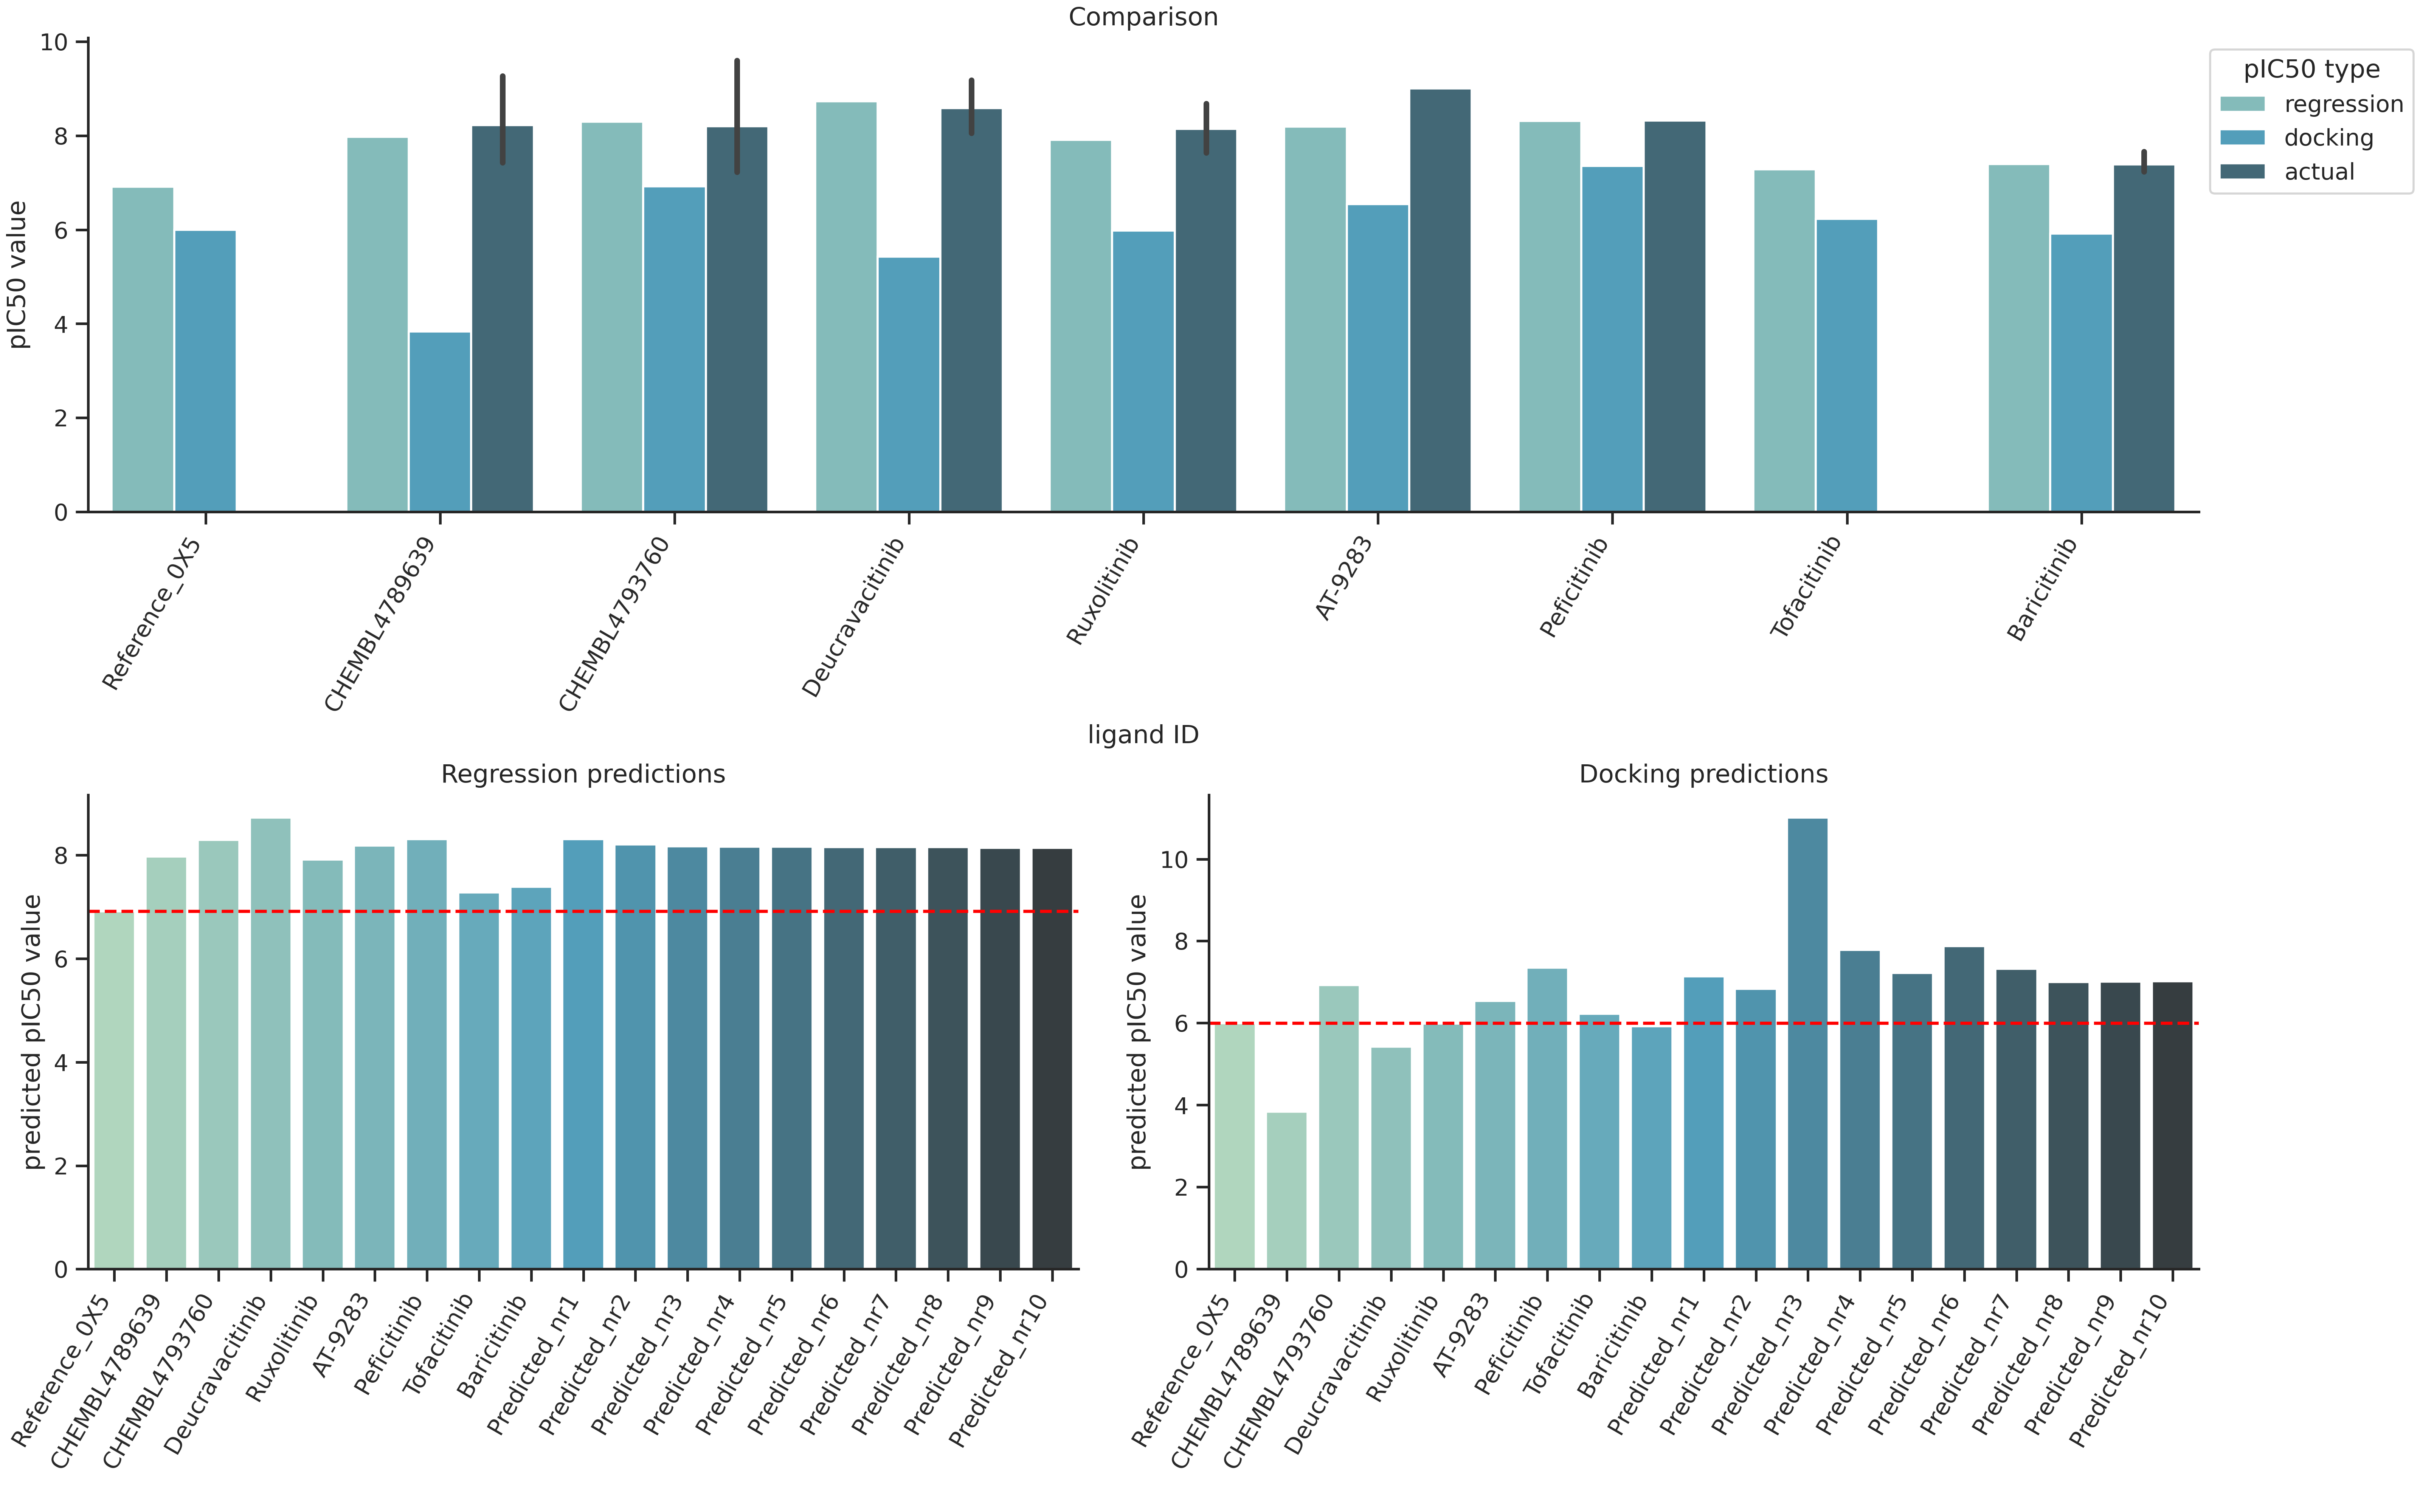 Comparison
10
8
6
4
2
0
pIC50 value
pIC50 type
regression
docking
actual
Reference_0X5
CHEMBL4789639
CHEMBL4793760
Deucravacitinib
Ruxolitinib
AT-9283
Peficitinib
Tofacitinib
Baricitinib
ligand ID
Regression predictions
8
6
4
2
0
predicted pIC50 value
Reference_0X5
CHEMBL4789639
CHEMBL4793760
Deucravacitinib
Ruxolitinib
AT-9283
Peficitinib
Tofacitinib
Baricitinib
Predicted_nr1
Predicted_nr2
Predicted_nr3
Predicted_nr4
Predicted_nr5
Predicted_nr6
Predicted_nr7
Predicted_nr8
Predicted_nr9
Predicted_nr10
Docking predictions
10
8
6
4
2
0
predicted pIC50 value
Reference_0X5
CHEMBL4789639
CHEMBL4793760
Deucravacitinib
Ruxolitinib
AT-9283
Peficitinib
Tofacitinib
Baricitinib
Predicted_nr1
Predicted_nr2
Predicted_nr3
Predicted_nr4
Predicted_nr5
Predicted_nr6
Predicted_nr7
Predicted_nr8
Predicted_nr9
Predicted_nr10